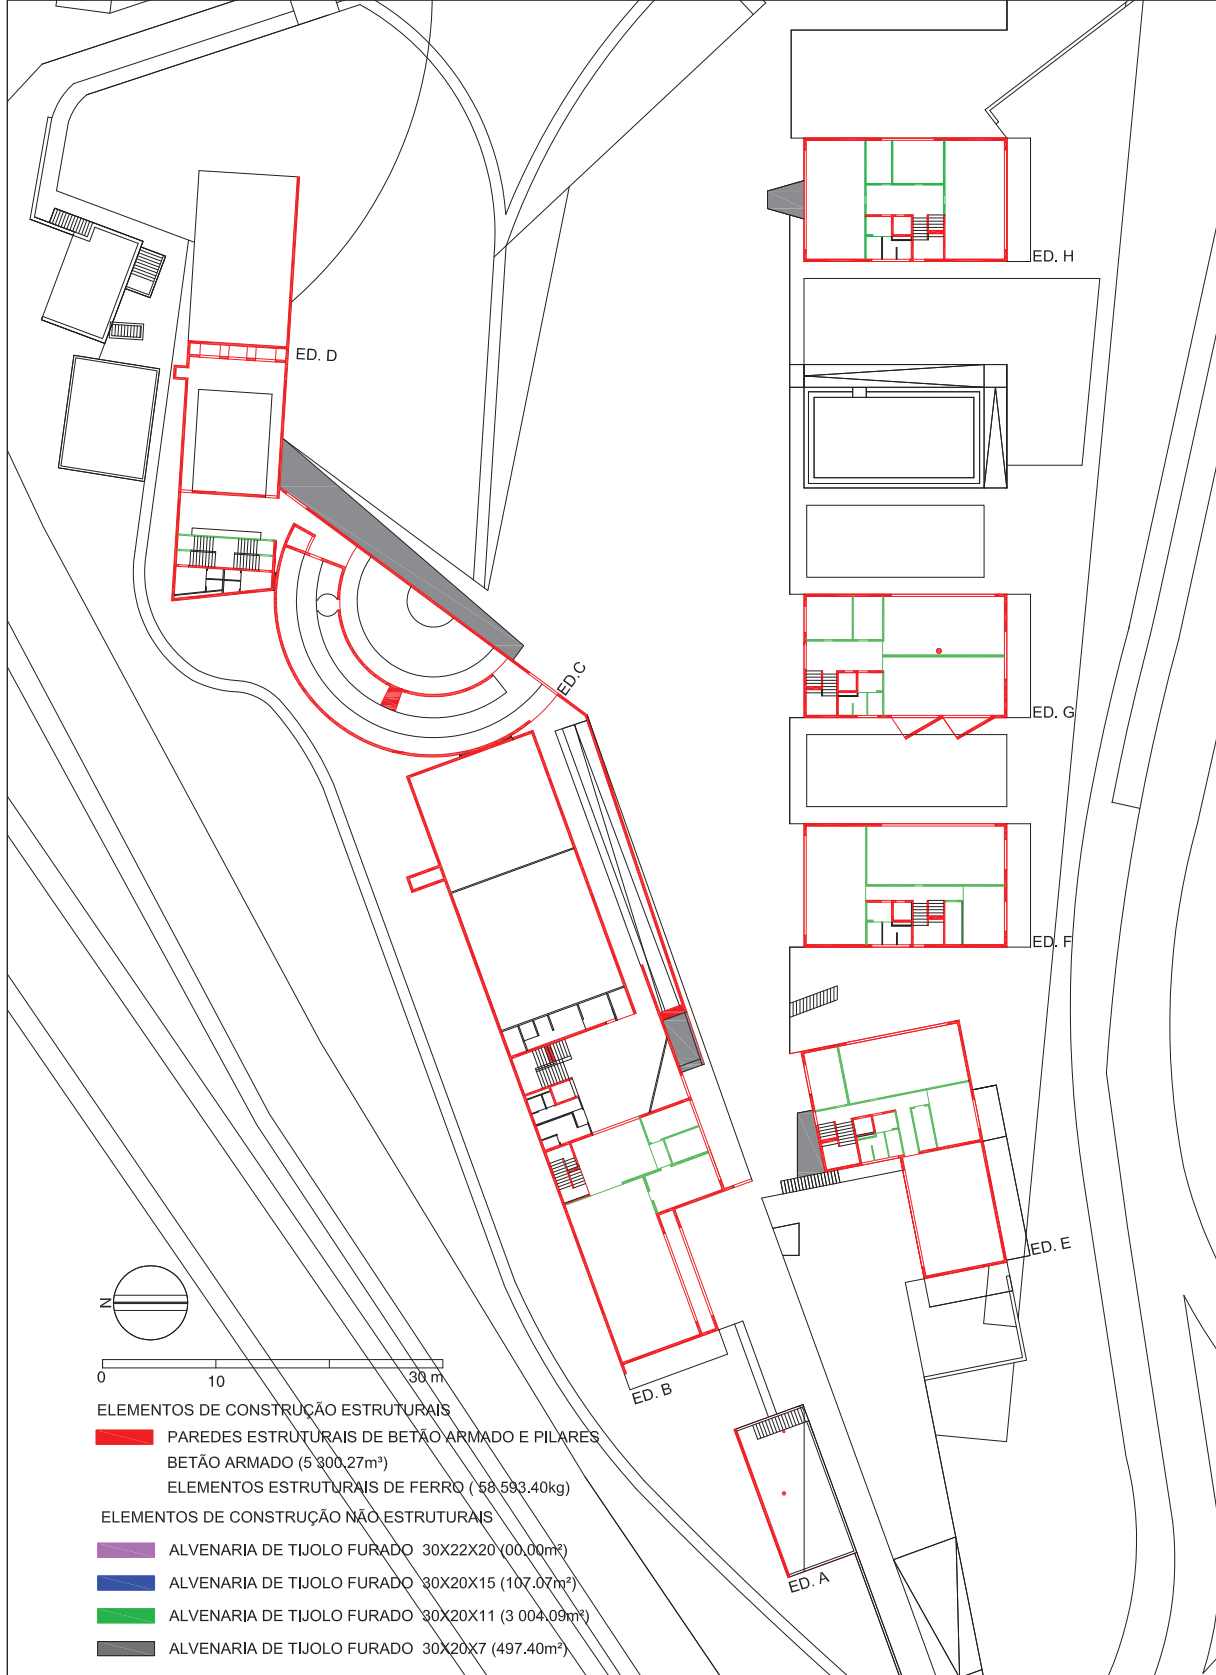 ED. H
ED. D
ED.C
ED. G
ED. F
ED. E
N
0 10 30 m
ED. B
ELEMENTOS DE CONSTRUÇÃO ESTRUTURAIS
PAREDES ESTRUTURAIS DE BETÃO ARMADO E PILARES
BETÃO ARMADO (5 300.27m³)
ELEMENTOS ESTRUTURAIS DE FERRO ( 58 593.40kg)
ELEMENTOS DE CONSTRUÇÃO NÃO ESTRUTURAIS
ALVENARIA DE TIJOLO FURADO 30X22X20 (00.00m²)
ED. A
ALVENARIA DE TIJOLO FURADO 30X20X15 (107.07m²)
ALVENARIA DE TIJOLO FURADO 30X20X11 (3 004.09m²)
ALVENARIA DE TIJOLO FURADO 30X20X7 (497.40m²)